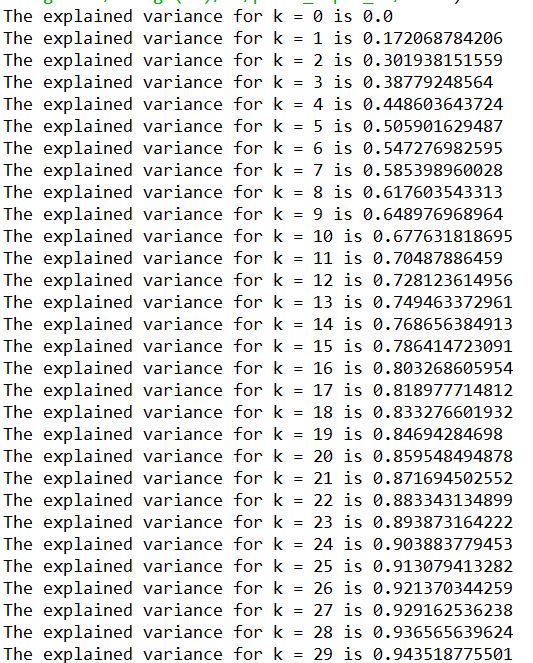 The explained variance for k = 0 is 0.0
The explained variance for k = 1 is 0.172068784206
The explained variance for k = 2 is 0.301938151559
The explained variance for k = 3 is 0.38779248564
The explained variance for k = 4 is 0.448603643724
The explained variance for k = 5 is 0.505901629487
The explained variance for k = 6 is 0.547276982595
The explained variance for k = 7 is 0.585398960028
The explained variance for k = 8 is 0.617603543313
The explained variance for k = 9 is 0.648976968964
The explained variance for k = 10 is 0.677631818695
The explained variance for k = 11 is 0.70487886459
The explained variance for k = 12 is 0.728123614956
The explained variance for k = 13 is 0.749463372961
The explained variance for k = 14 is 0.768656384913
The explained variance for k = 15 is 0.786414723091
The explained variance for k = 16 is 0.803268605954
The explained variance for k = 17 is 0.818977714812
The explained variance for k = 18 is 0.833276601932
The explained variance for k = 19 is 0.84694284698
The explained variance for k = 20 is 0.859548494878
The explained variance for k = 21 is 0.871694502552
The explained variance for k = 22 is 0.883343134899
The explained variance for k = 23 is 0.893873164222
The explained variance for k = 24 is 0.903883779453
The explained variance for k = 25 is 0.913079413282
The explained variance for k = 26 is 0.921370344259
The explained variance for k = 27 is 0.929162536238
The explained variance for k = 28 is 0.936565639624
The explained variance for k = 29 is 0.943518775501